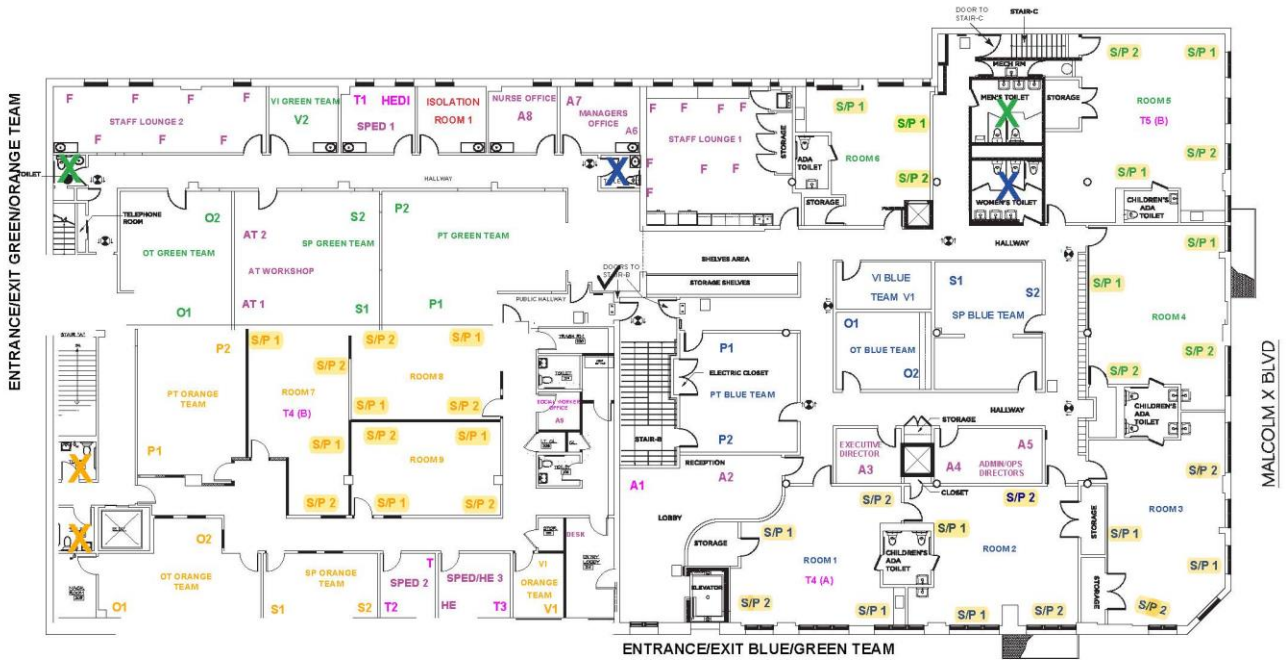 DOOR TO
STAIR-C
STAIR-C
ENTRANCE/EXIT GREEN/ORANGE TEAM
F F F F
STAFF LOUNGE 2
F F F F
VI GREEN TEAM
V2
T1 HEDI
SPED 1
ISOLATION
ROOM 1
NURSE OFFICE
A8
A7
MANAGERS
OFFICE
A6
F F F F
STAFF LOUNGE 1
F F F F
F
STORAGE
S/P 1
S/P 1
ADA
TOILET
ROOM 6
S/P 2
STORAGE
MECH RM
MEN'S TOILET
X
STORAGE
X
WOMEN'S TOILET
S/P 2
S/P 1
ROOM 5
T5 (B)
S/P 2
S/P 1
CHILDREN'S
ADA
TOILET
TOILET
X
X
HALLWAY
TELEPHONE
ROOM
O2
OT GREEN TEAM
O1
S2
AT 2
SP GREEN TEAM
AT WORKSHOP
AT 1
S1
P2
PT GREEN TEAM
P1
PUBLIC HALLWAY
DOORS TO
STAIR-B
SHELVES AREA
STORAGE SHELVES
HALLWAY
VI BLUE
TEAM V1
S1
S2
SP BLUE TEAM
O1
OT BLUE TEAM
O2
S/P 1
S/P 1
ROOM 4
S/P 2
S/P 2
CHILDREN'S
ADA
TOILET
STAIR 'A'
P2
PT ORANGE
TEAM
P1
S/P 1
S/P 2
ROOM 7
T4 (B)
S/P 1
S/P 2
S/P 2
S/P 1
ROOM 8
S/P 1
S/P 2
S/P 2
S/P 1
ROOM 9
S/P 1
S/P 2
TOILET
SOCIAL WORKER
OFFICE
A9
TOILET
P1
ELECTRIC CLOSET
PT BLUE TEAM
P2
STAIR-B
HALLWAY
STORAGE
EXECUTIVE
DIRECTOR
A3
A4
A5
ADMIN/OPS
DIRECTORS
CLOSET
RECEPTION
A1
A2
LOBBY
STORAGE
ELEVATOR
X
X
O2
OT ORANGE
TEAM
O1
SP ORANGE
TEAM
S1
S2
T
SPED 2
T2
SPED/HE 3
HE
T3
VI
ORANGE
TEAM
V1
DESK
S/P 2
S/P 1
ROOM 1
T4 (A)
S/P 2
S/P 1
CHILDREN'S
ADA
TOILET
S/P 2
S/P 1
ROOM 2
S/P 1
S/P 2
STORAGE
STORAGE
S/P 2
ROOM 3
S/P 1
S/P 1
S/P 2
MALCOLM X BLVD
ENTRANCE/EXIT BLUE/GREEN TEAM